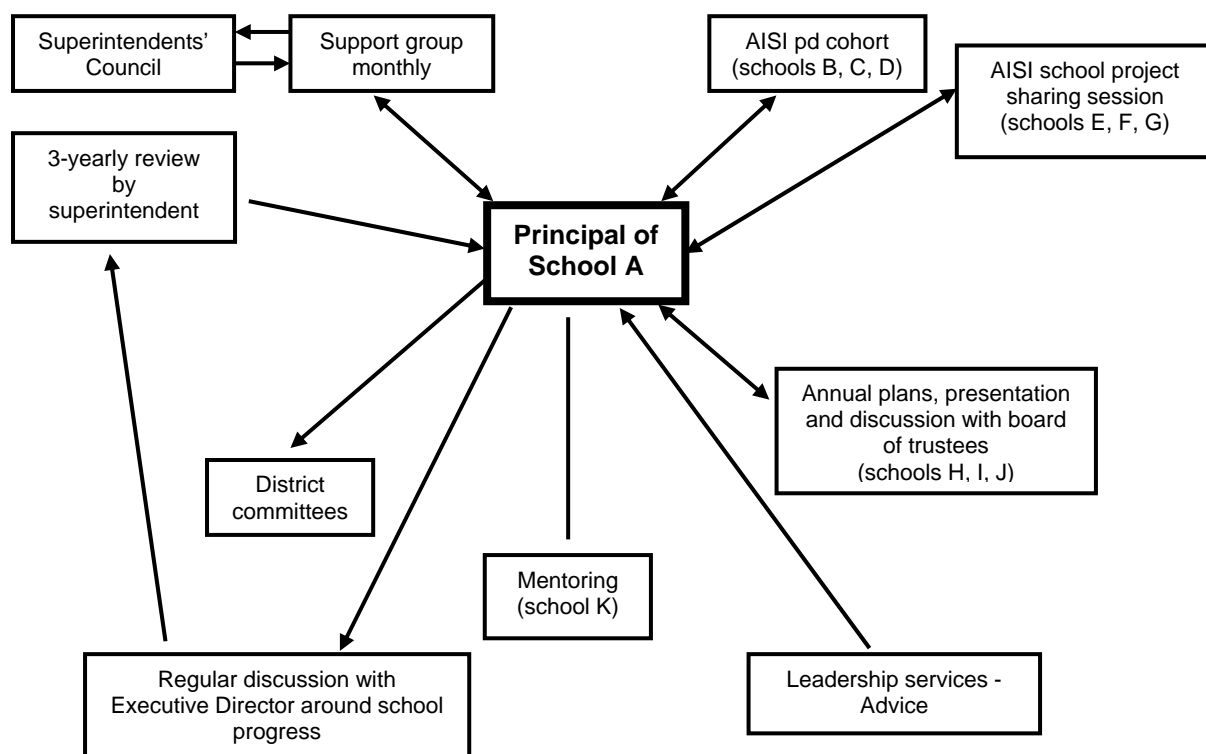 Superintendents’
Council
Support group
monthly
AISI pd cohort
(schools B, C, D)
AISI school project
sharing session
(schools E, F, G)
3-yearly review
by
superintendent
Principal of
School A
Annual plans, presentation
and discussion with board
of trustees
(schools H, I, J)
District
committees
Mentoring
(school K)
Regular discussion with
Executive Director around school
progress
Leadership services -
Advice